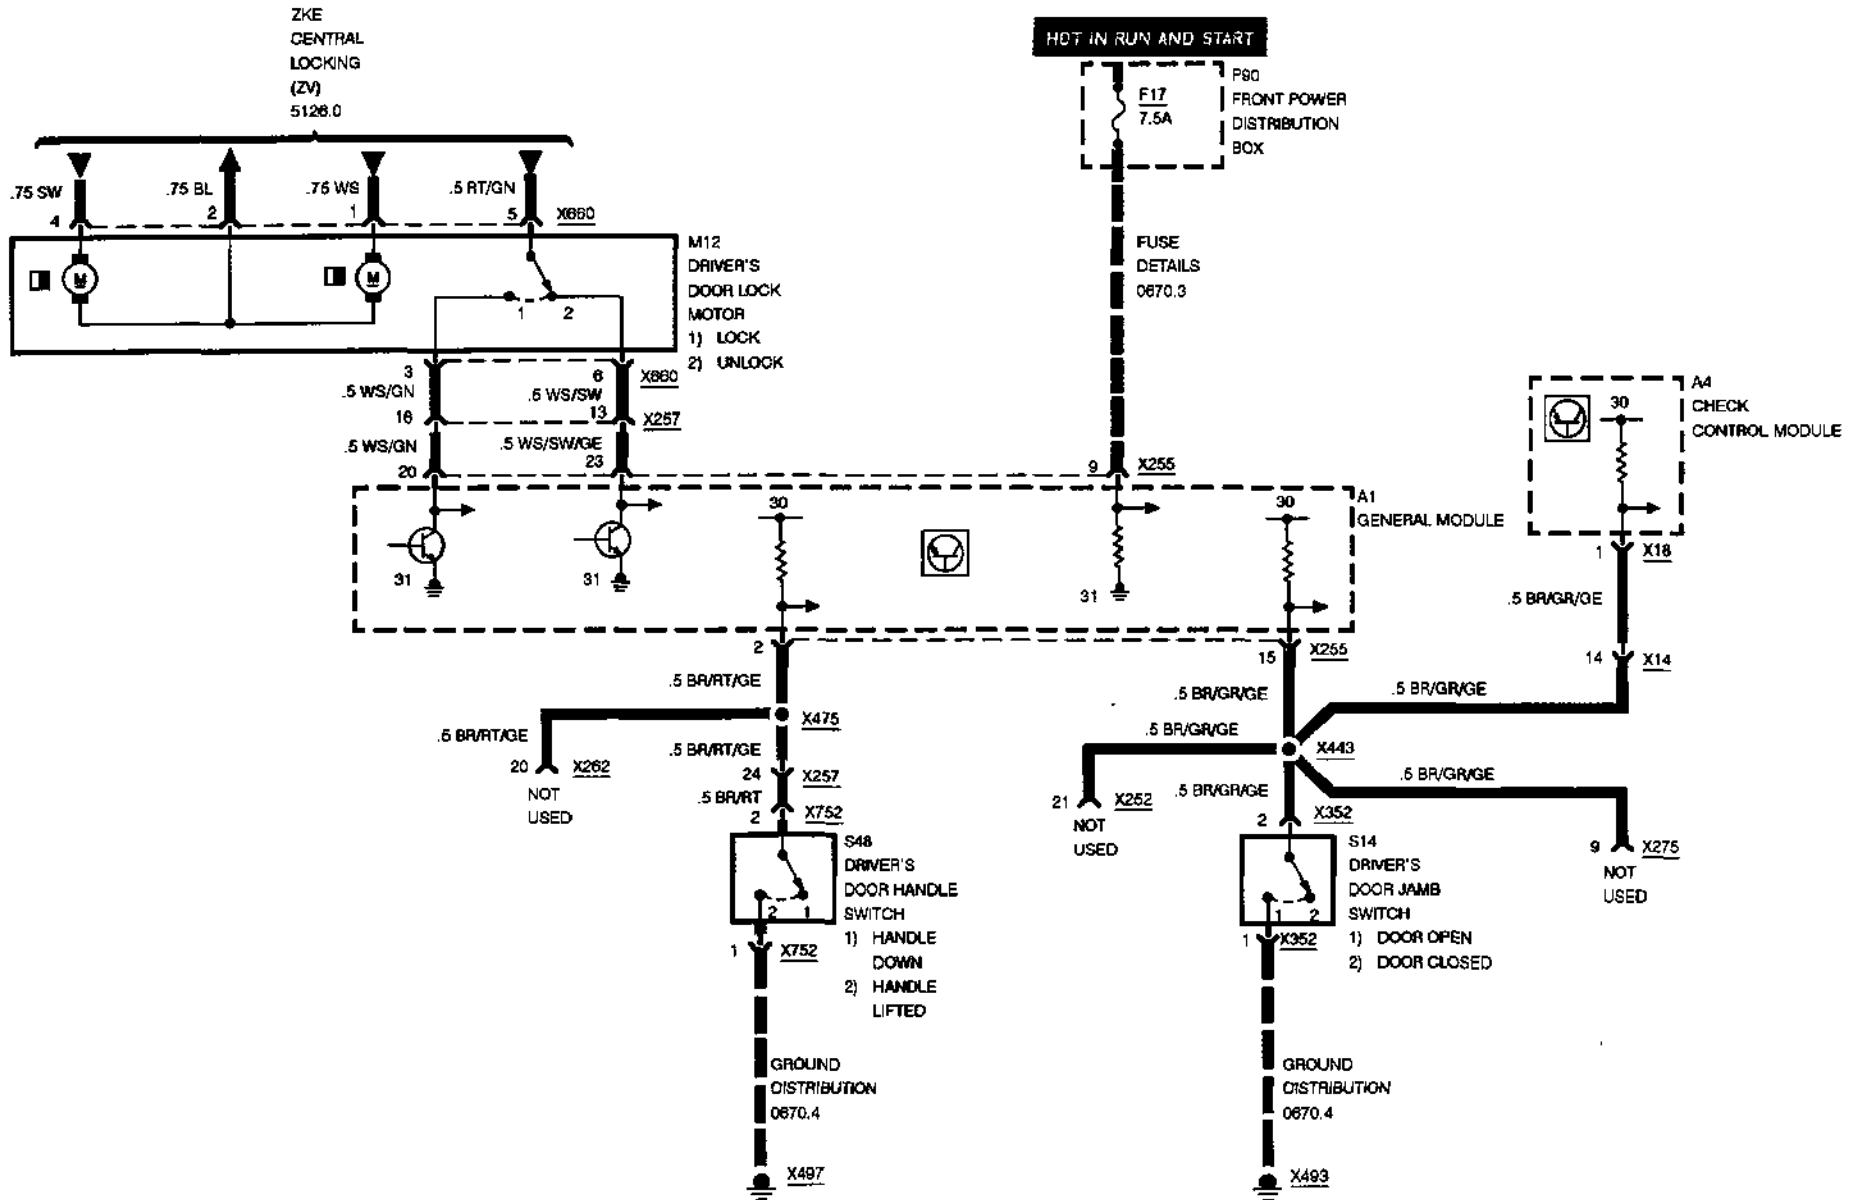 ZKE
CENTRAL
LOCKING
(ZV)
5126.0
HOT IN RUN AND START
F17
7.5A
P90
FRONT POWER
DISTRIBUTION
BOX
.75 SW
.75 BL
.75 WS
.5 RT/GN
4
2
1
5
X660
M
M
1
2
M12
DRIVER'S
DOOR LOCK
MOTOR
1) LOCK
2) UNLOCK
FUSE
DETAILS
0670.3
3
6
X660
.5 WS/GN
.5 WS/SW
16
13
X257
.5 WS/GN
.5 WS/SW/GE
20
23
9
X255
A4
CHECK
CONTROL MODULE
30
1
X18
A1
GENERAL MODULE
30
30
31
31
31
.5 BR/GR/GE
14
X14
2
15
X255
.5 BR/RT/GE
.5 BR/GR/GE
.5 BR/GR/GE
X475
.5 BR/RT/GE
.5 BR/RT/GE
.5 BR/GR/GE
X443
20
X262
NOT
USED
24
X257
.5 BR/RT
2
X752
21
X252
NOT
USED
.5 BR/GR/GE
.5 BR/GR/GE
2
X352
9
X275
NOT
USED
2
1
S48
DRIVER'S
DOOR HANDLE
SWITCH
1) HANDLE
DOWN
2) HANDLE
LIFTED
1
X752
1
2
S14
DRIVER'S
DOOR JAMB
SWITCH
1) DOOR OPEN
2) DOOR CLOSED
1
X352
GROUND
DISTRIBUTION
0670.4
GROUND
DISTRIBUTION
0670.4
X497
X493